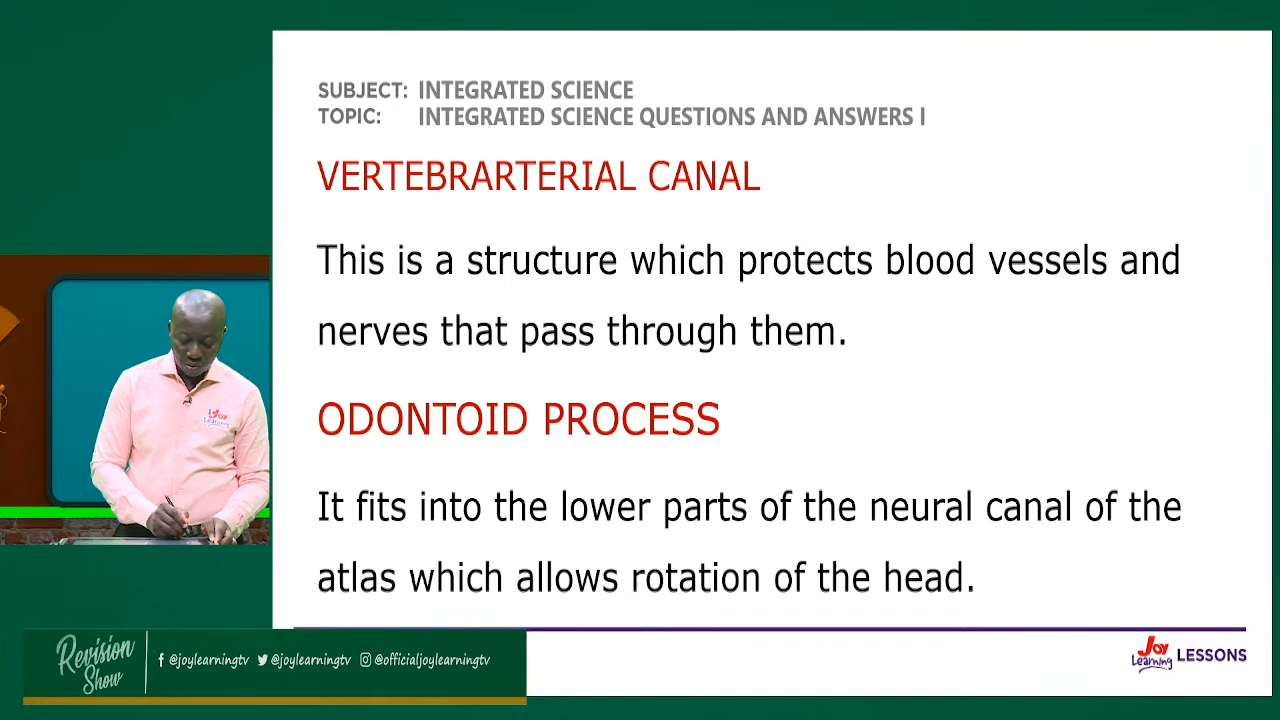 SUBJECT: INTEGRATED SCIENCE
TOPIC: INTEGRATED SCIENCE QUESTIONS AND ANSWERS I
VERTEBRARTERIAL CANAL
This is a structure which protects blood vessels and
nerves that pass through them.
ODONTOID PROCESS
It fits into the lower parts of the neural canal of the
atlas which allows rotation of the head.
Joy
Learning
Revision
Show
@joylearningtv @joylearningtv @officialjoylearningtv
Joy
Learning LESSONS